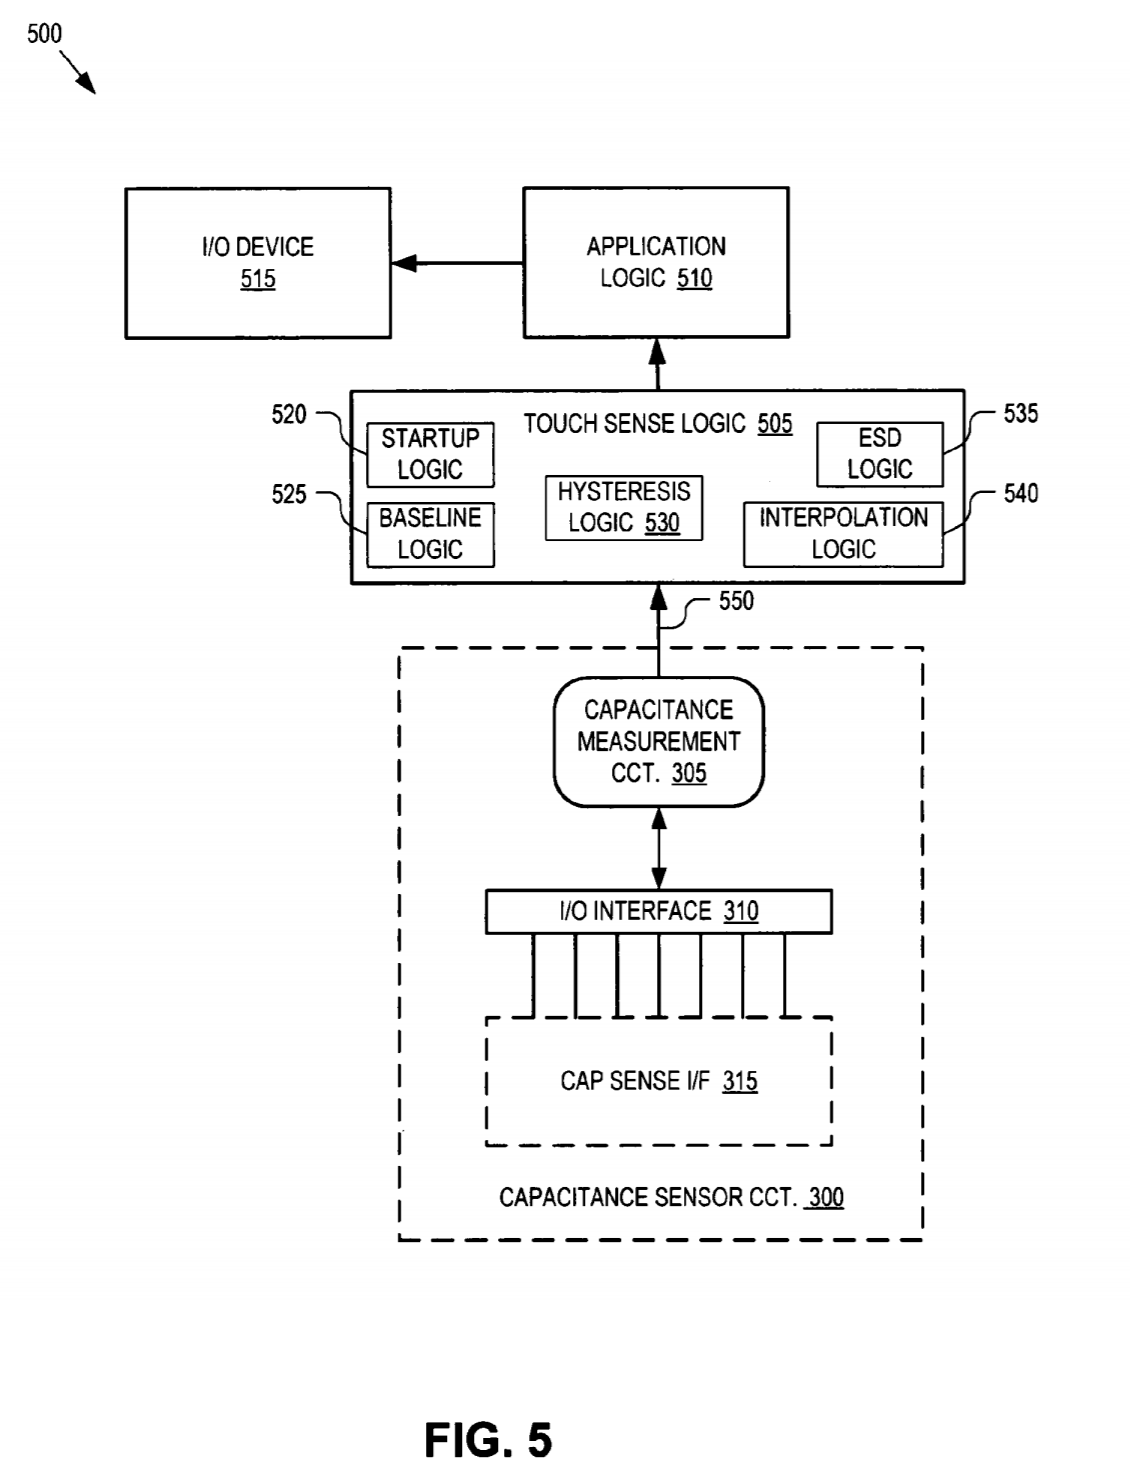 500
I/O DEVICE
515
APPLICATION
LOGIC 510
TOUCH SENSE LOGIC 505
520
STARTUP
LOGIC
525
BASELINE
LOGIC
HYSTERESIS
LOGIC 530
535
ESD
LOGIC
540
INTERPOLATION
LOGIC
550
CAPACITANCE
MEASUREMENT
CCT. 305
I/O INTERFACE 310
CAP SENSE I/F 315
CAPACITANCE SENSOR CCT. 300
FIG. 5